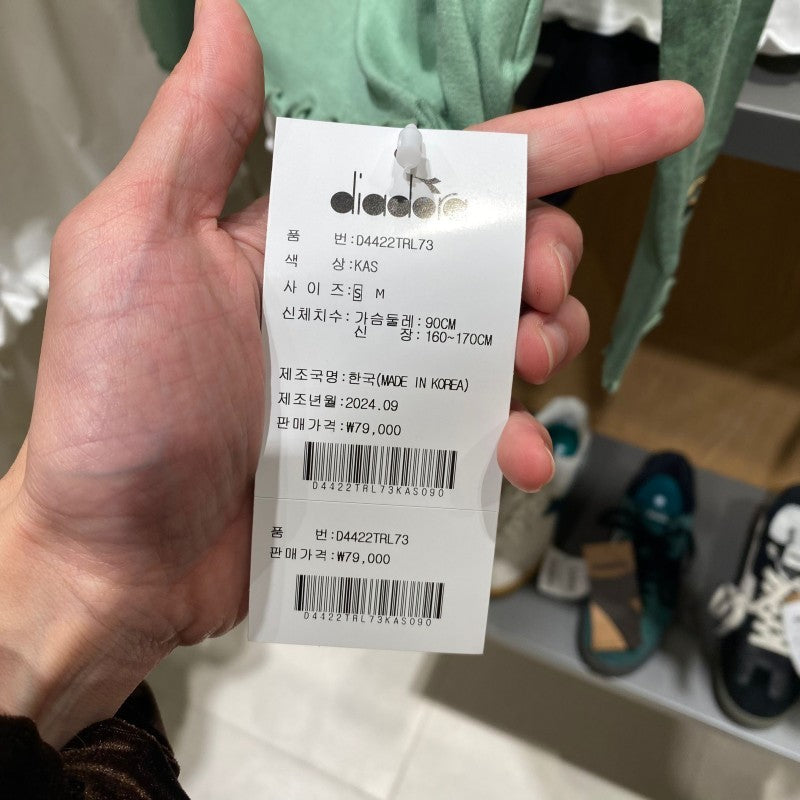 diadora
품 번:D4422TRL73
색 상:KAS
사 이 즈:S M
신체치수:가슴둘레:90CM
신 장:160~170CM
제조국명:한국(MADE IN KOREA)
제조년월:2024.09
판매가격:₩79,000
D4422TRL73KAS090
품 번:D4422TRL73
판매가격:₩79,000
D4422TRL73KAS090